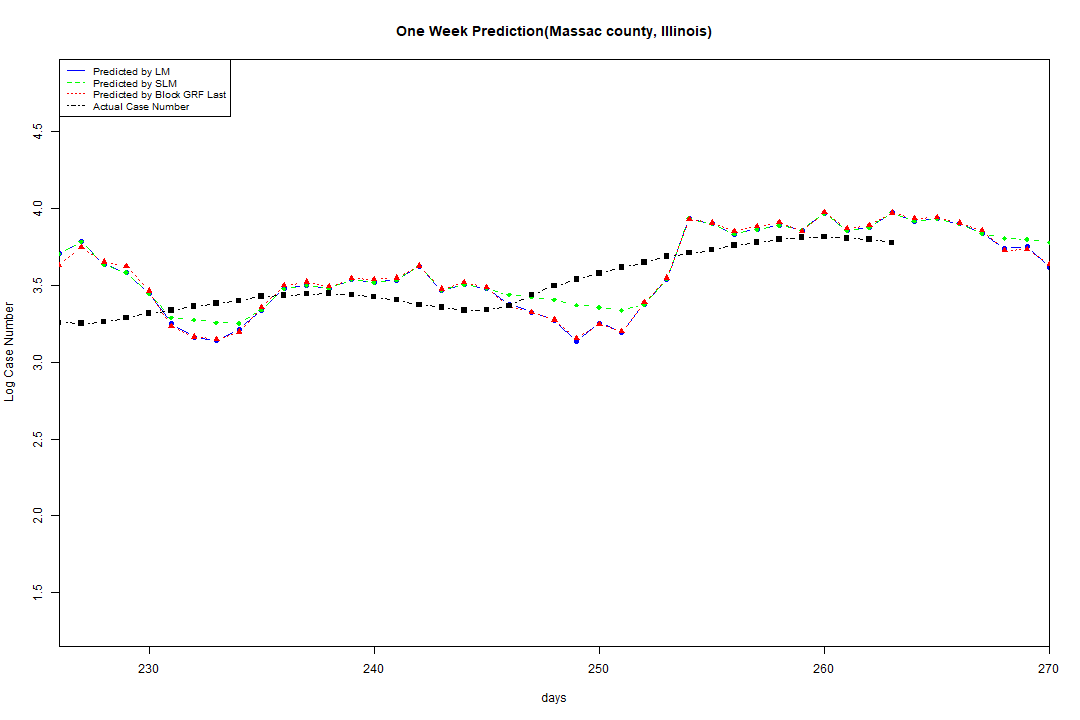 One Week Prediction(Massac county, Illinois)
Predicted by LM
Predicted by SLM
Predicted by Block GRF Last
Actual Case Number
4.5
4.0
3.5
3.0
2.5
2.0
1.5
Log Case Number
230
240
250
260
270
days